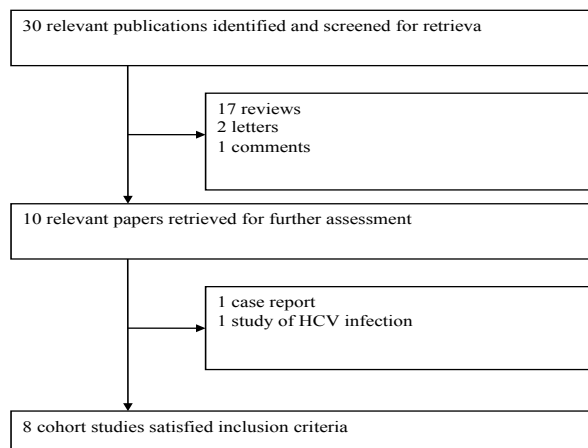 30 relevant publications identified and screened for retrieva
17 reviews
2 letters
1 comments
10 relevant papers retrieved for further assessment
1 case report
1 study of HCV infection
8 cohort studies satisfied inclusion criteria